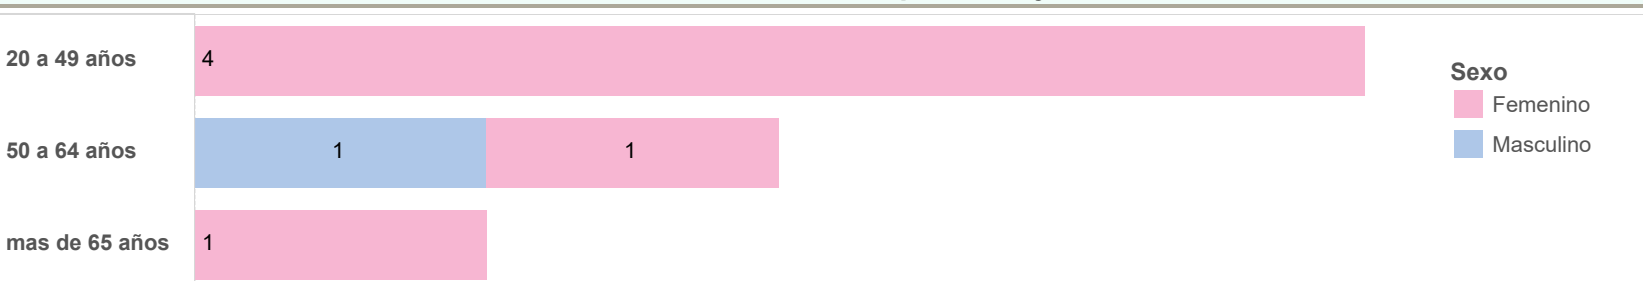 20 a 49 años
4
Sexo
Femenino
Masculino
50 a 64 años
1
1
mas de 65 años
1